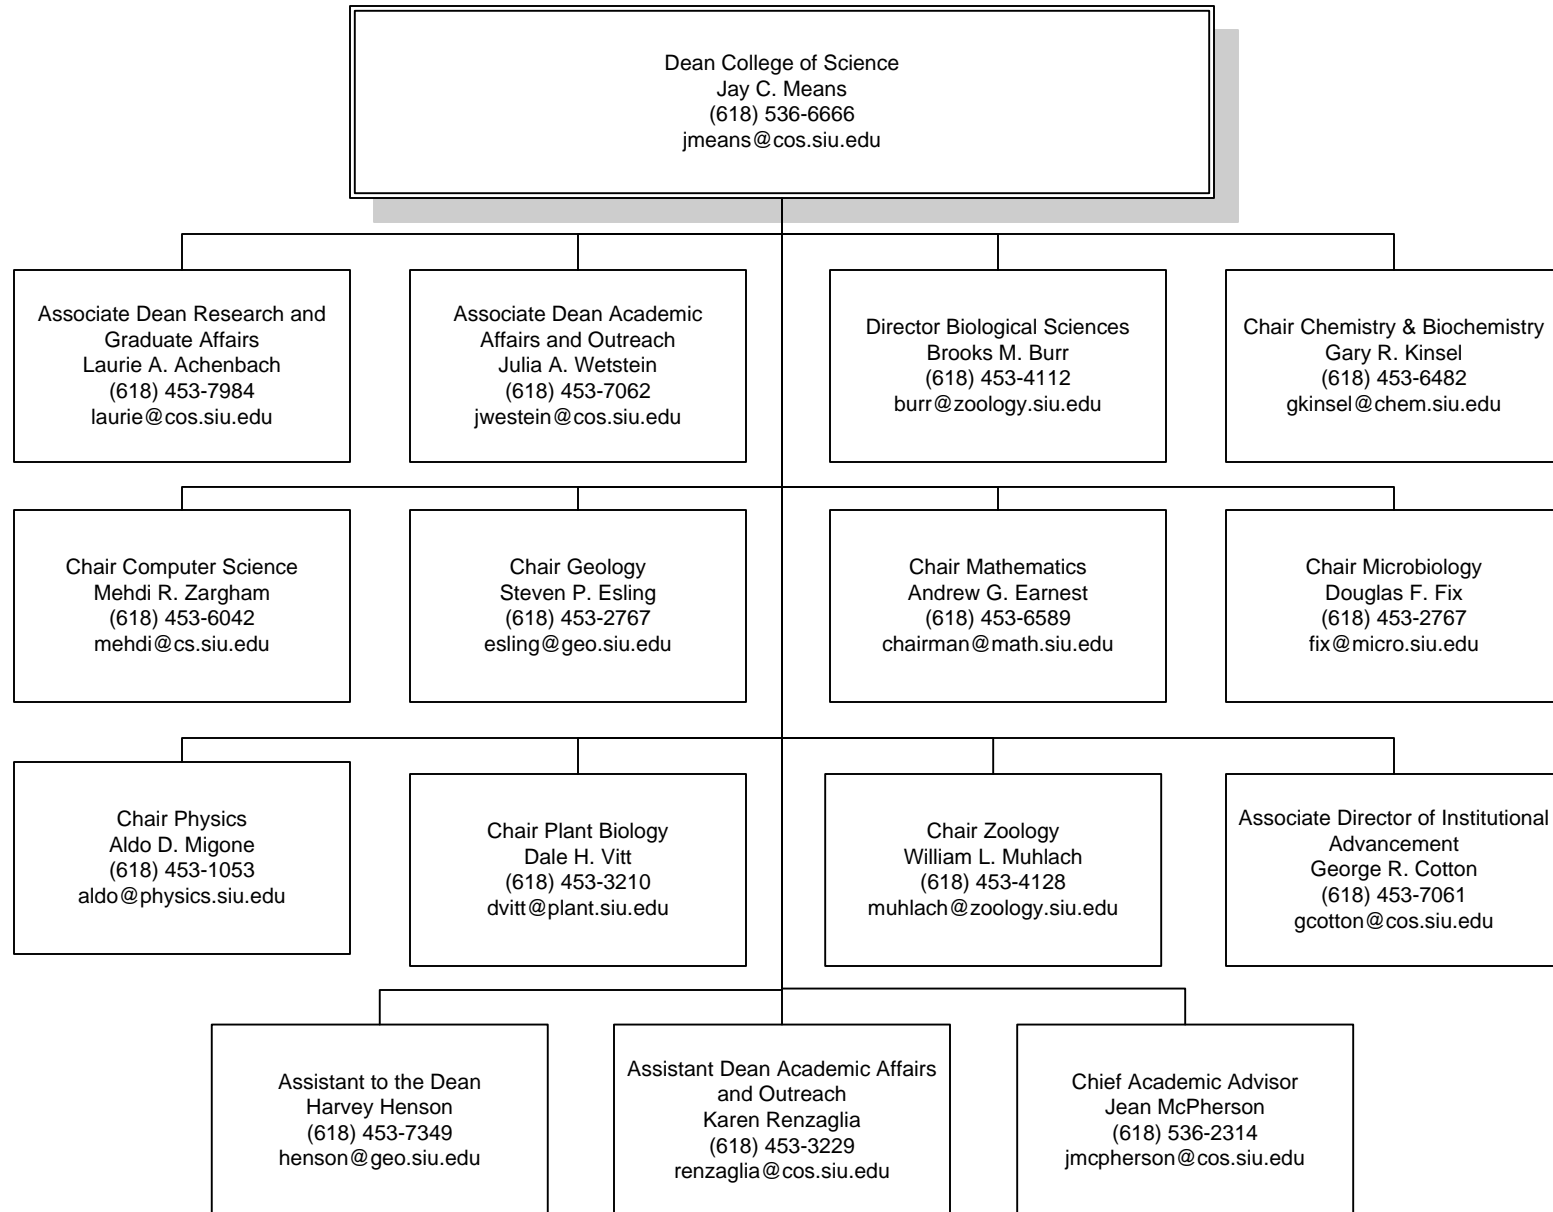 Dean College of Science
Jay C. Means
(618) 536-6666
jmeans@cos.siu.edu
Associate Dean Research and
Graduate Affairs
Laurie A. Achenbach
(618) 453-7984
laurie@cos.siu.edu
Associate Dean Academic
Affairs and Outreach
Julia A. Wetstein
(618) 453-7062
jwestein@cos.siu.edu
Director Biological Sciences
Brooks M. Burr
(618) 453-4112
burr@zoology.siu.edu
Chair Chemistry & Biochemistry
Gary R. Kinsel
(618) 453-6482
gkinsel@chem.siu.edu
Chair Computer Science
Mehdi R. Zargham
(618) 453-6042
mehdi@cs.siu.edu
Chair Geology
Steven P. Esling
(618) 453-2767
esling@geo.siu.edu
Chair Mathematics
Andrew G. Earnest
(618) 453-6589
chairman@math.siu.edu
Chair Microbiology
Douglas F. Fix
(618) 453-2767
fix@micro.siu.edu
Chair Physics
Aldo D. Migone
(618) 453-1053
aldo@physics.siu.edu
Chair Plant Biology
Dale H. Vitt
(618) 453-3210
dvitt@plant.siu.edu
Chair Zoology
William L. Muhlach
(618) 453-4128
muhlach@zoology.siu.edu
Associate Director of Institutional
Advancement
George R. Cotton
(618) 453-7061
gcotton@cos.siu.edu
Assistant to the Dean
Harvey Henson
(618) 453-7349
henson@geo.siu.edu
Assistant Dean Academic Affairs
and Outreach
Karen Renzaglia
(618) 453-3229
renzaglia@cos.siu.edu
Chief Academic Advisor
Jean McPherson
(618) 536-2314
jmcpherson@cos.siu.edu